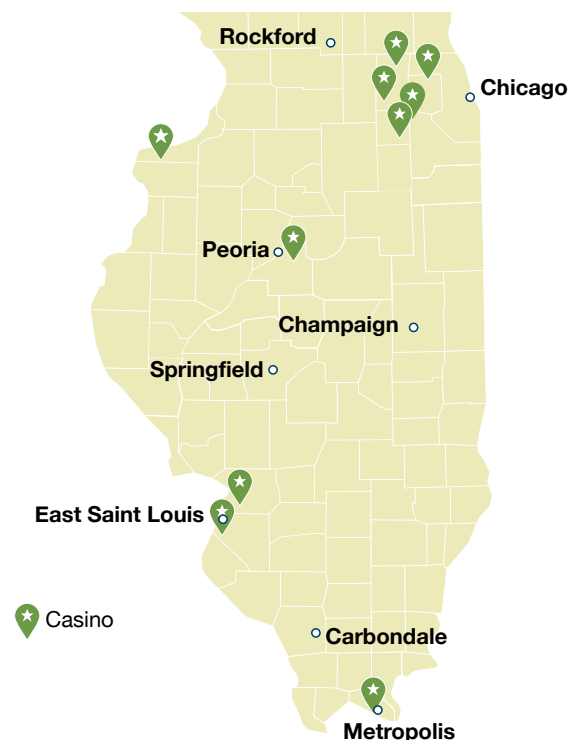 Rockford
Chicago
Peoria
Champaign
Springfield
East Saint Louis
Casino
Carbondale
Metropolis